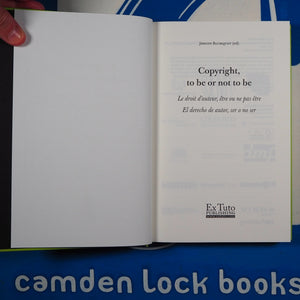 Copyright,
to be or not to be
Le droit d'auteur, être ou ne pas être
El derecho de autor, ser o no ser
Ex Tuto
PUBLISHING
camden lock books